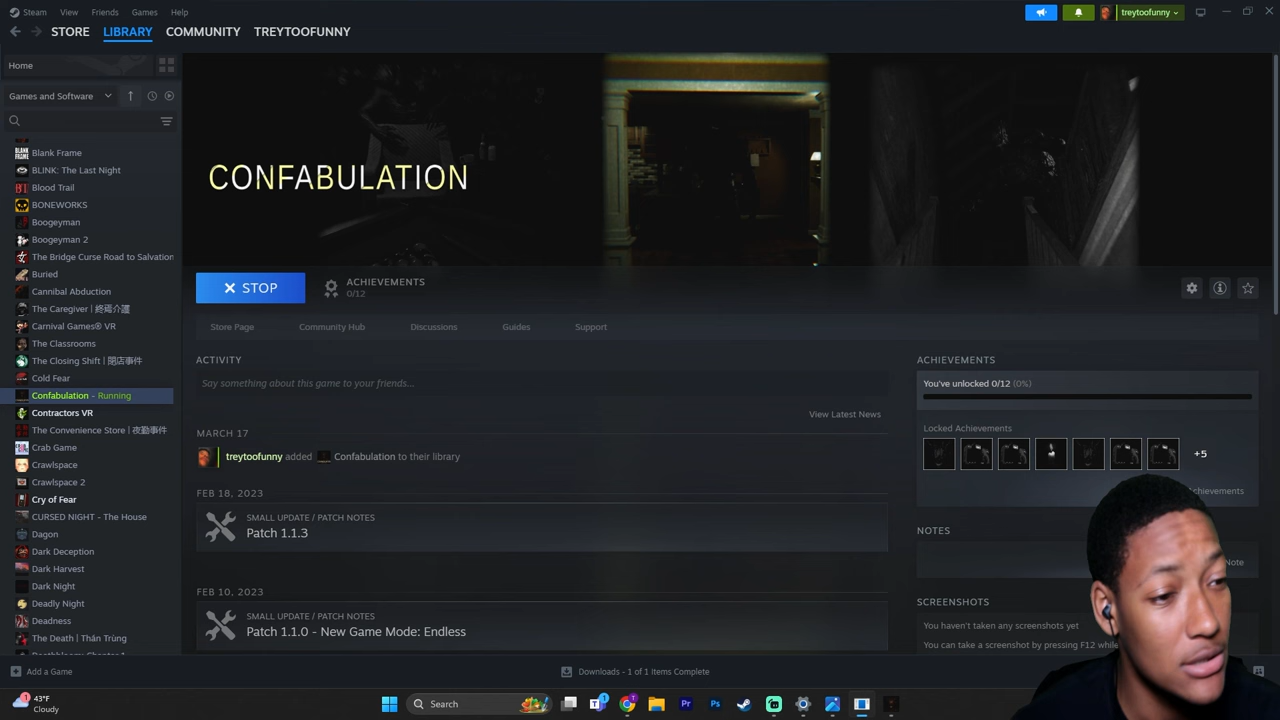 Steam View Friends Games Help
treytoofunny
STORE LIBRARY COMMUNITY TREYTOOFUNNY
Home
Games and Software
BLANK FRAME Blank Frame
BLINK: The Last Night
Blood Trail
BONEWORKS
Boogeyman
Boogeyman 2
The Bridge Curse Road to Salvation
Buried
Cannibal Abduction
The Caregiver | 終焉介護
Carnival Games® VR
The Classrooms
The Closing Shift | 閉店事件
Cold Fear
Confabulation - Running
Contractors VR
The Convenience Store | 夜勤事件
Crab Game
Crawlspace
Crawlspace 2
Cry of Fear
CURSED NIGHT - The House
Dagon
Dark Deception
Dark Harvest
Dark Night
Deadly Night
Deadness
The Death | Thần Trùng
CONFABULATION
STOP
ACHIEVEMENTS
0/12
Store Page Community Hub Discussions Guides Support
ACTIVITY
Say something about this game to your friends...
View Latest News
MARCH 17
treytoofunny added Confabulation to their library
FEB 18, 2023
SMALL UPDATE / PATCH NOTES
Patch 1.1.3
FEB 10, 2023
SMALL UPDATE / PATCH NOTES
Patch 1.1.0 - New Game Mode: Endless
ACHIEVEMENTS
You've unlocked 0/12 (0%)
Locked Achievements
+5
Achievements
NOTES
Note
SCREENSHOTS
You haven't taken any screenshots yet
You can take a screenshot by pressing F12 while
Add a Game
Downloads - 1 of 1 Items Complete
1
43°F
Cloudy
Search